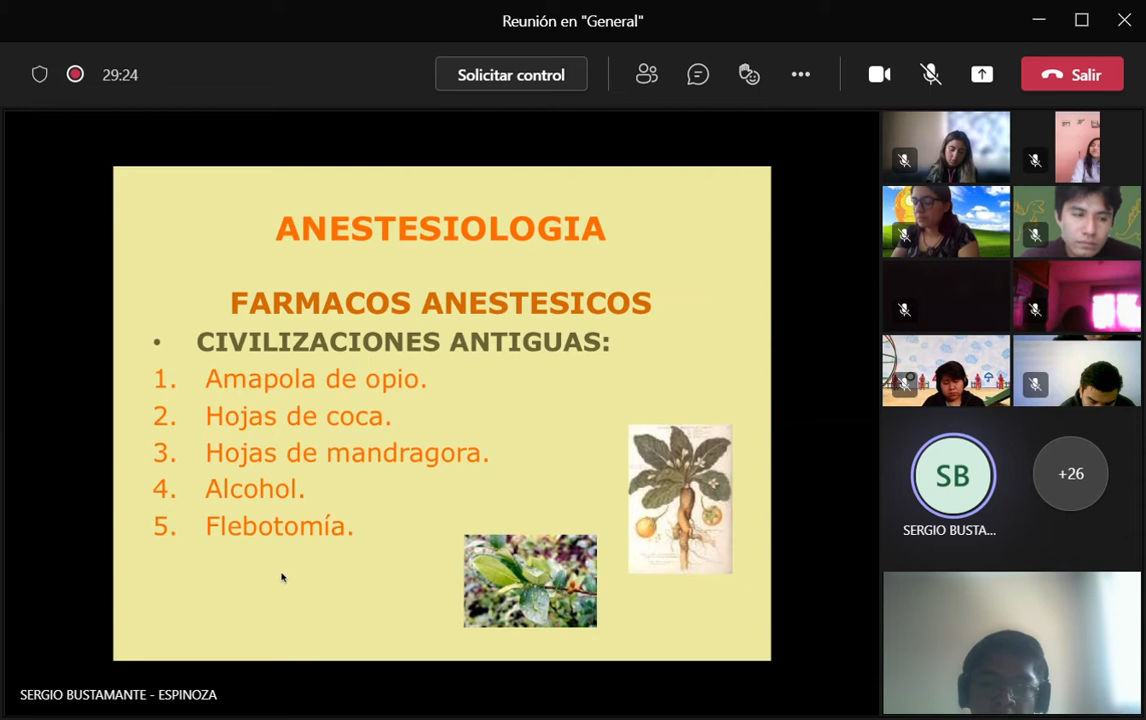 Reunión en "General"
29:24
Solicitar control
Salir
ANESTESIOLOGIA
FARMACOS ANESTESICOS
• CIVILIZACIONES ANTIGUAS:
1. Amapola de opio.
2. Hojas de coca.
3. Hojas de mandragora.
4. Alcohol.
5. Flebotomía.
SB
+26
SERGIO BUSTA...
SERGIO BUSTAMANTE - ESPINOZA